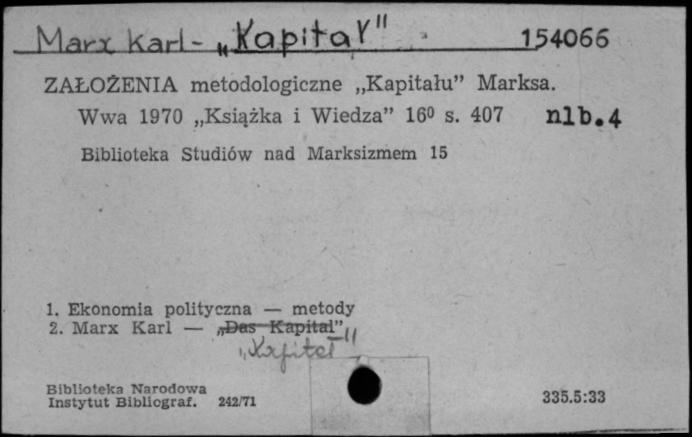 Marx Karl - „Kapitał" 154066
ZAŁOŻENIA metodologiczne „Kapitału” Marksa.
Wwa 1970 „Książka i Wiedza” 16⁰ s. 407 nlb.4
Biblioteka Studiów nad Marksizmem 15
1. Ekonomia polityczna — metody
2. Marx Karl — „Das Kapital”
„Kapitał"
Biblioteka Narodowa
Instytut Bibliograf. 242/71 335.5:33